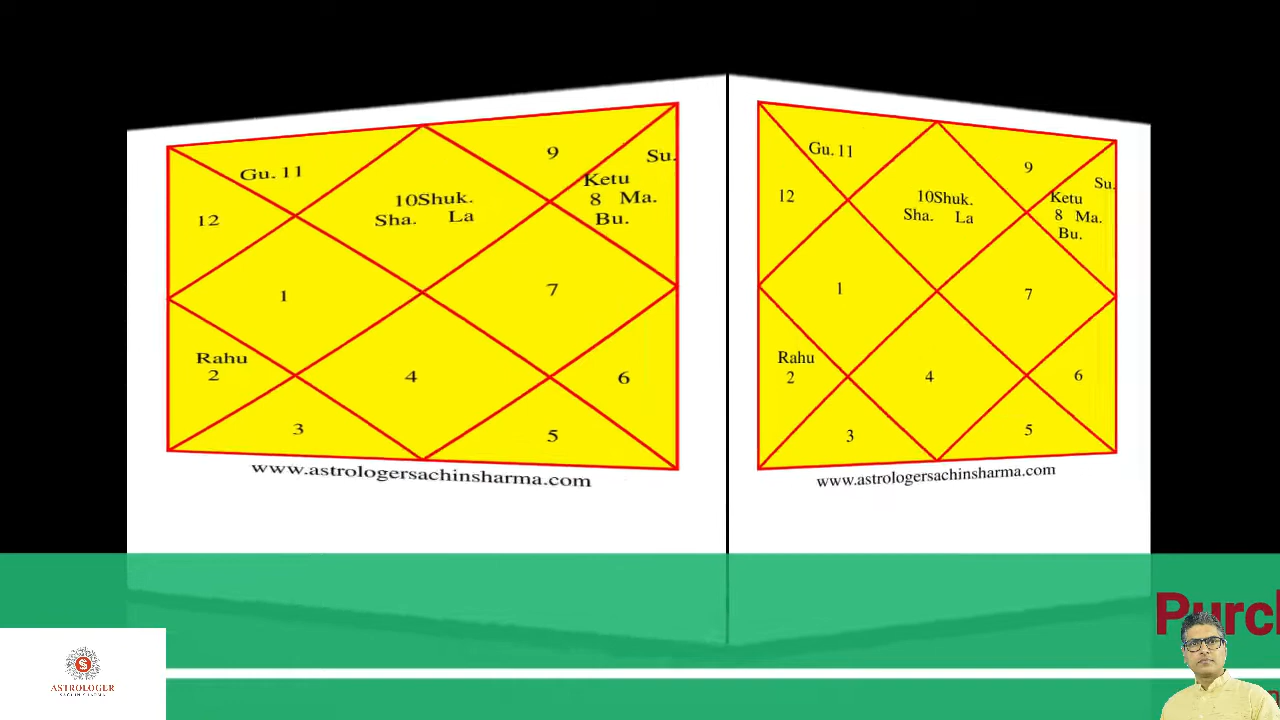 Gu. 11
9
Su.
12
10Shuk.
Sha. La
Ketu
8 Ma.
Bu.
1
7
Rahu
2
4
6
3
5
www.astrologersachinsharma.com
Gu. 11
9
Su.
12
10Shuk.
Sha. La
Ketu
8 Ma.
Bu.
1
7
Rahu
2
4
6
3
5
www.astrologersachinsharma.com
S
ASTROLOGER
SACHIN SHARMA